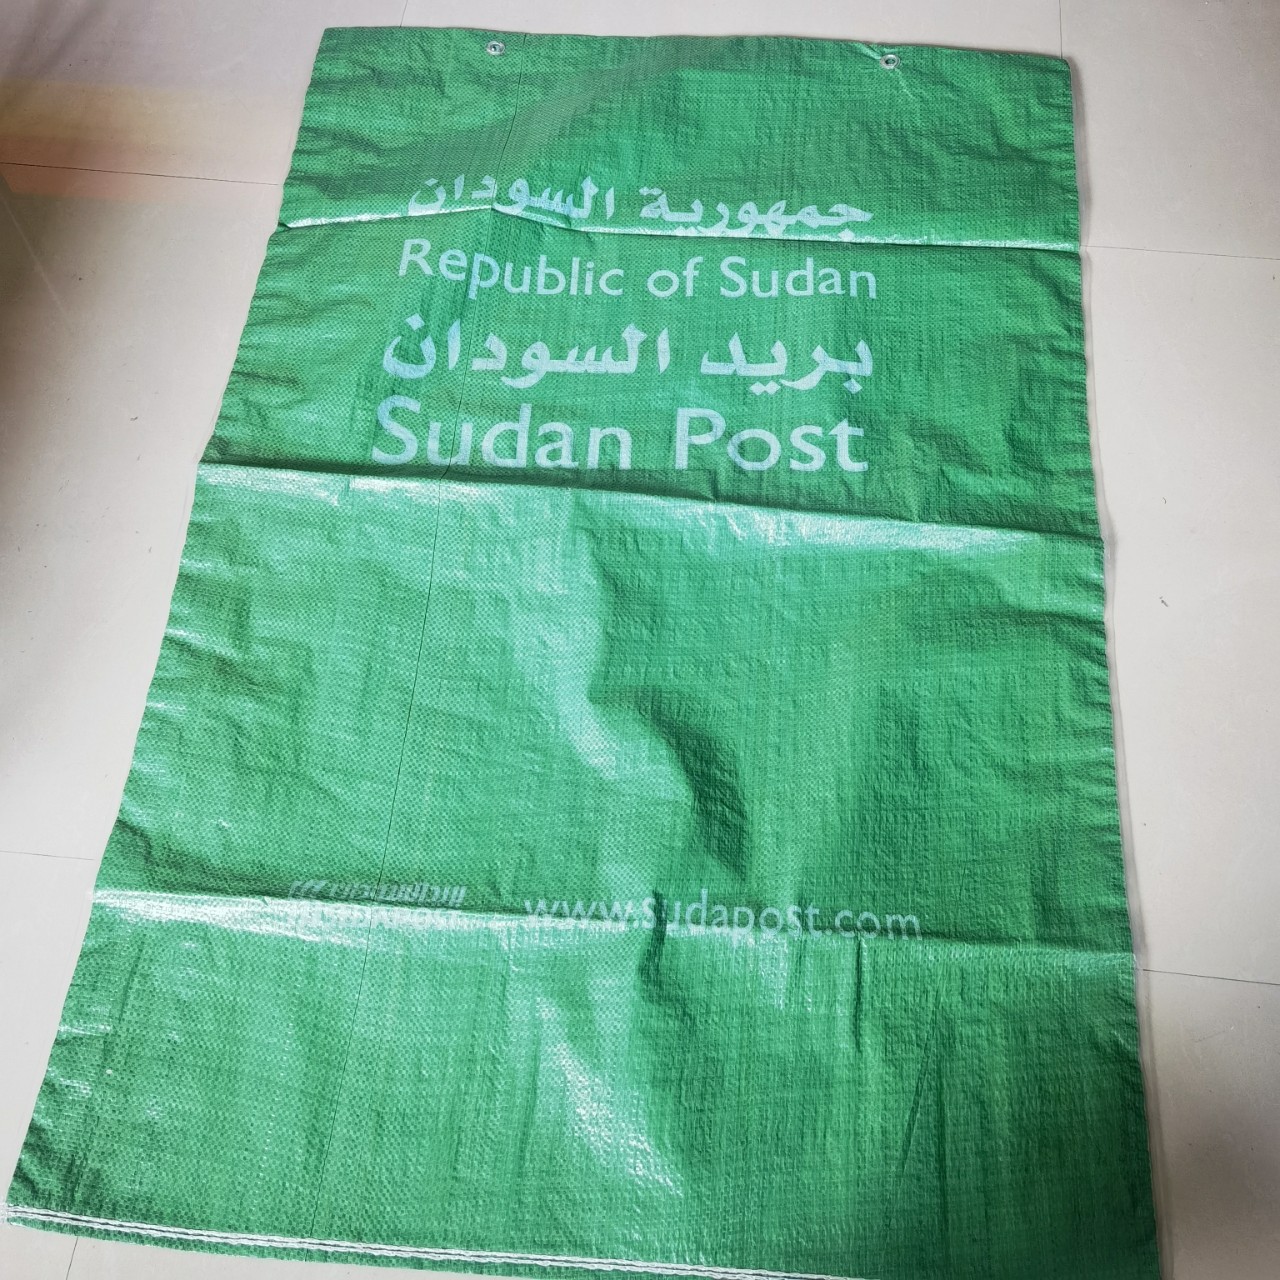 جمهورية السودان
Republic of Sudan
بريد السودان
Sudan Post
www.sudapost.com